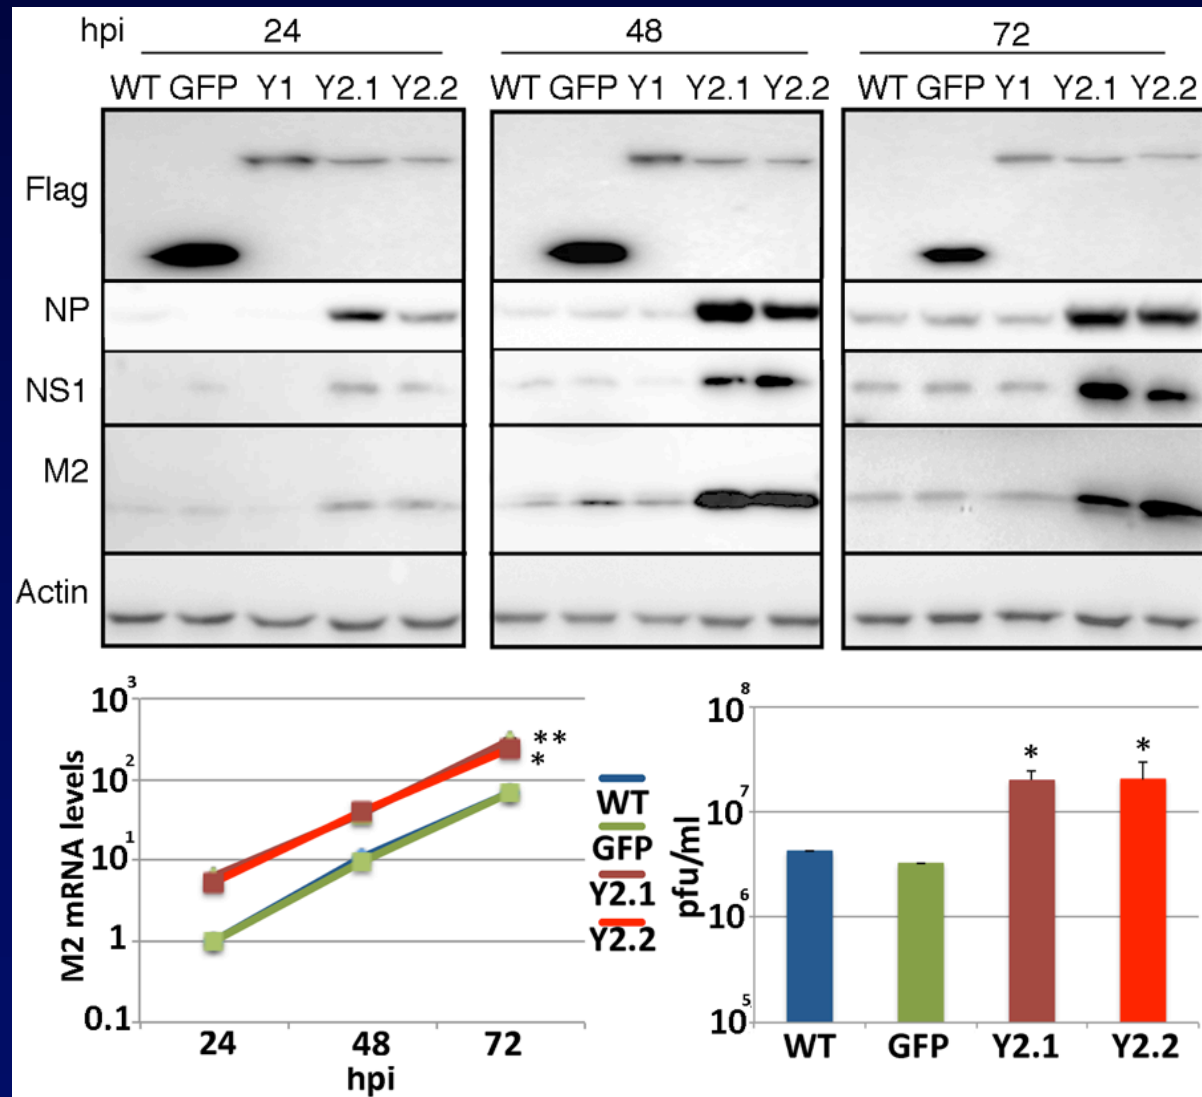 hpi 24 48 72
WT GFP Y1 Y2.1 Y2.2 WT GFP Y1 Y2.1 Y2.2 WT GFP Y1 Y2.1 Y2.2
Flag
NP
NS1
M2
Actin
M2 mRNA levels
10³
10²
10¹
1
0.1
24 48 72
hpi
**
*
WT
GFP
Y2.1
Y2.2
pfu/ml
10⁸
10⁷
10⁶
10⁵
* *
WT GFP Y2.1 Y2.2